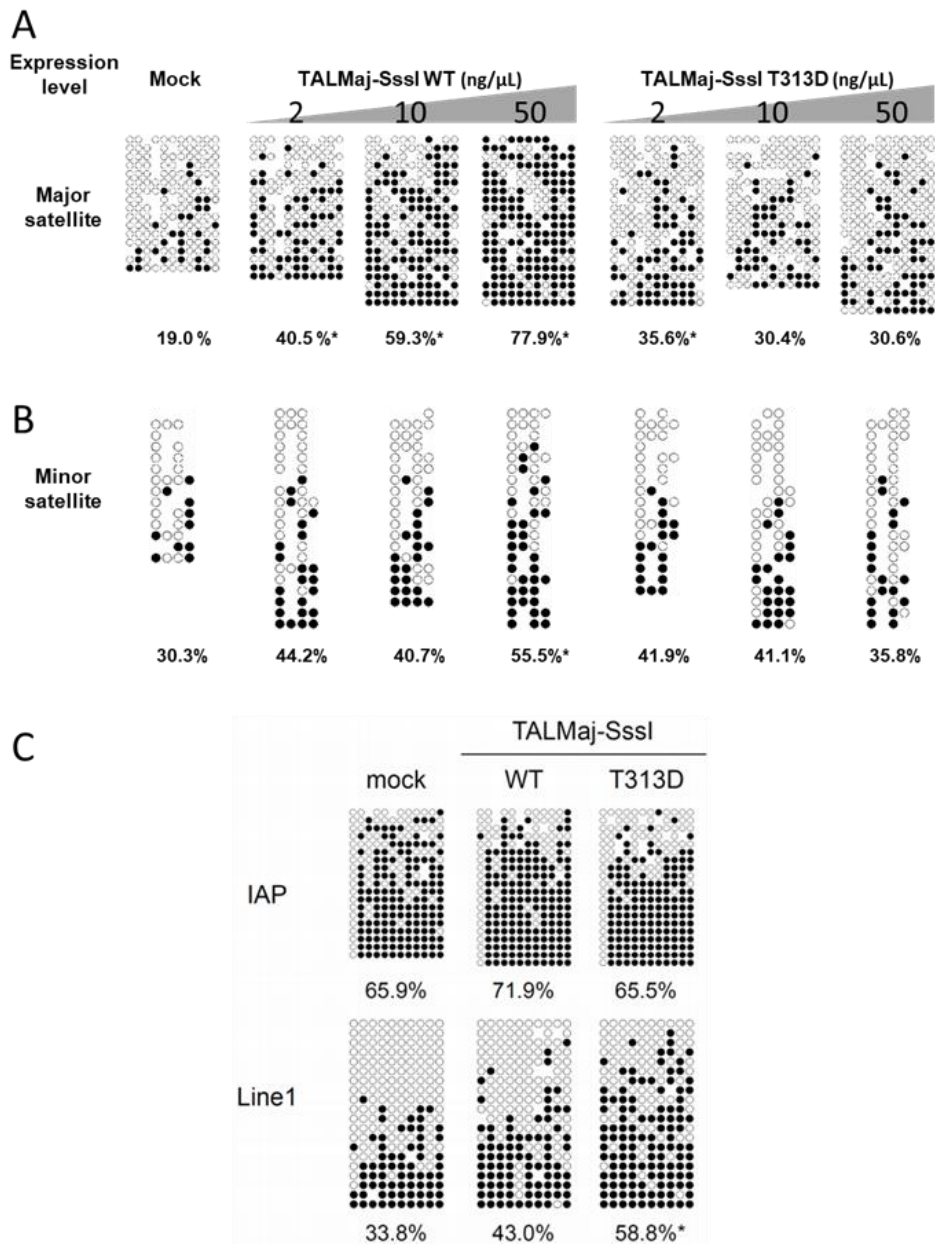 A
Expression level
Mock
TALMaj-SssI WT (ng/µL)
TALMaj-SssI T313D (ng/µL)
2 10 50 2 10 50
Major satellite
19.0 % 40.5 %* 59.3%* 77.9%* 35.6%* 30.4% 30.6%
B
Minor satellite
30.3% 44.2% 40.7% 55.5%* 41.9% 41.1% 35.8%
C
TALMaj-SssI
mock WT T313D
IAP
65.9% 71.9% 65.5%
Line1
33.8% 43.0% 58.8%*